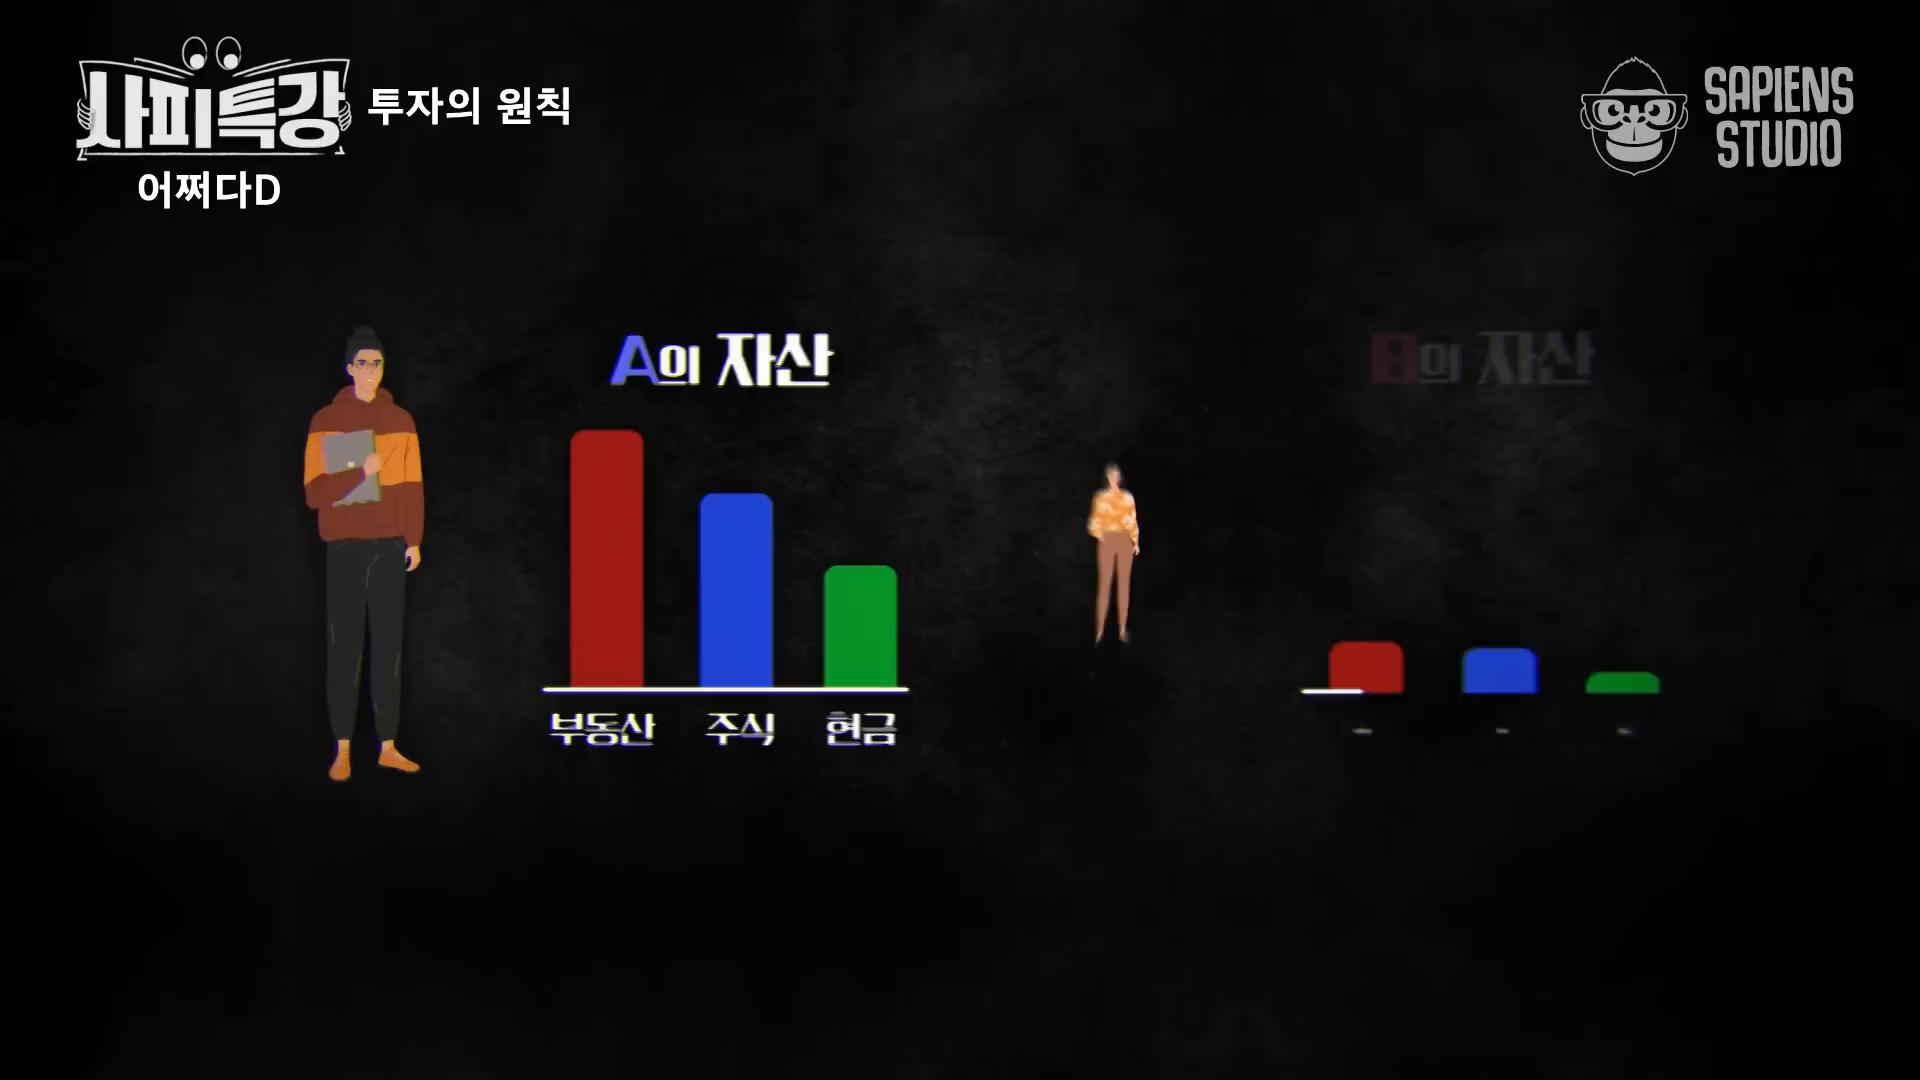 사피특강 투자의 원칙
어쩌다D
SAPIENS
STUDIO
A의 자산
B의 자산
부동산 주식 현금